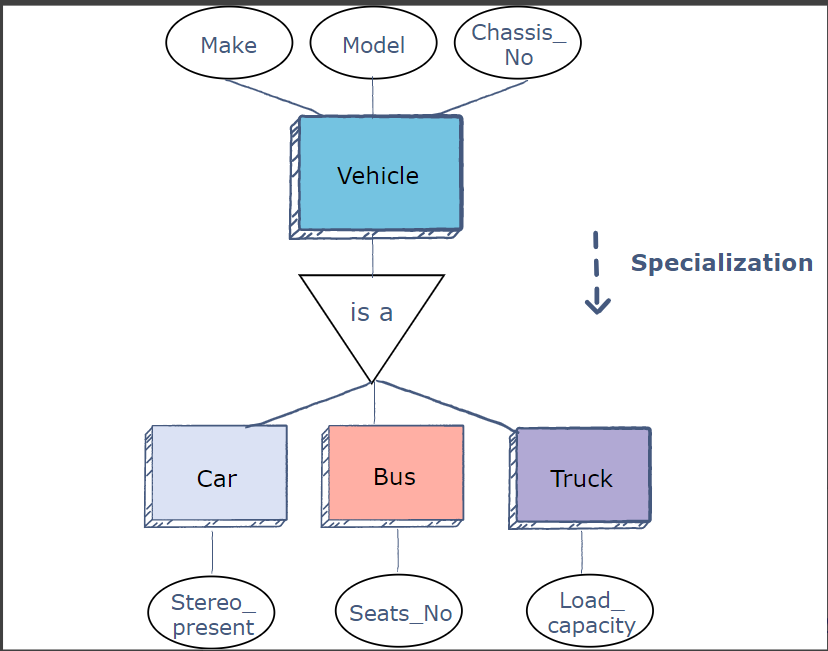 Make
Model
Chassis_
No
Vehicle
is a
Specialization
Car
Bus
Truck
Stereo_
present
Seats_No
Load_
capacity